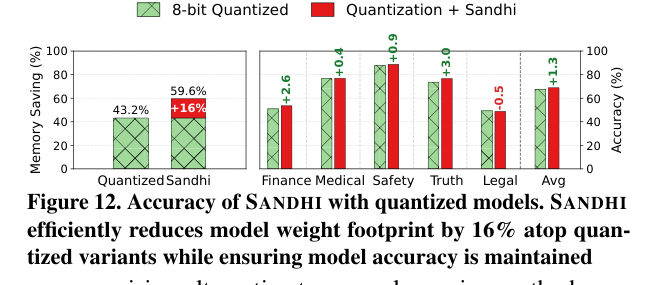 8-bit Quantized Quantization + Sandhi
Memory Saving (%)
100
80
60
40
20
0
43.2%
59.6%
+16%
Quantized Sandhi
+2.6
+0.4
+0.9
+3.0
-0.5
+1.3
Finance Medical Safety Truth Legal Avg
100
80
60
40
20
0
Accuracy (%)
Figure 12. Accuracy of SANDHI with quantized models. SANDHI
efficiently reduces model weight footprint by 16% atop quan-
tized variants while ensuring model accuracy is maintained